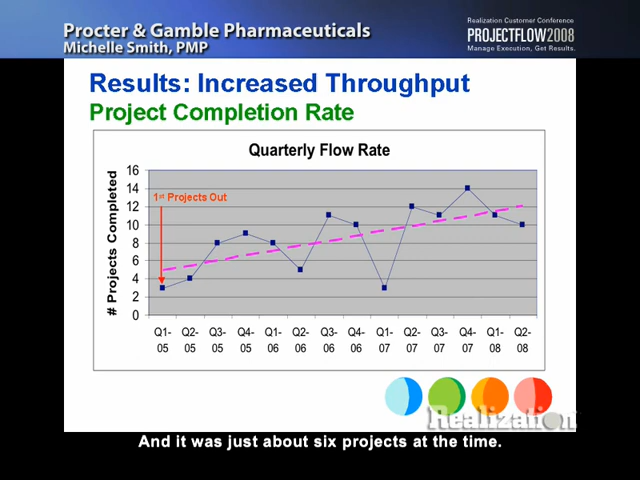 Procter & Gamble Pharmaceuticals
Michelle Smith, PMP
Realization Customer Conference
PROJECTFLOW2008
Manage Execution, Get Results.
Results: Increased Throughput
Project Completion Rate
Quarterly Flow Rate
# Projects Completed
16
14
12
10
8
6
4
2
0
1st Projects Out
Q1-05 Q2-05 Q3-05 Q4-05 Q1-06 Q2-06 Q3-06 Q4-06 Q1-07 Q2-07 Q3-07 Q4-07 Q1-08 Q2-08
Realization
And it was just about six projects at the time.